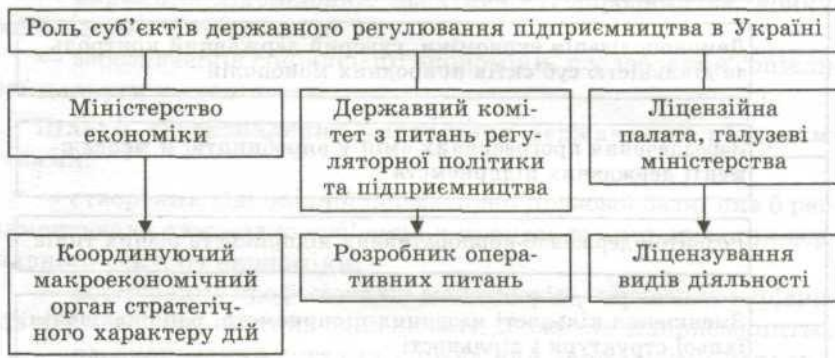 Роль суб’єктів державного регулювання підприємництва в Україні
Міністерство
економіки
Державний комі-
тет з питань регу-
ляторної політики
та підприємництва
Ліцензійна
палата, галузеві
міністерства
Координуючий
макроекономічний
орган стратегіч-
ного характеру дій
Розробник опера-
тивних питань
Ліцензування
видів діяльності